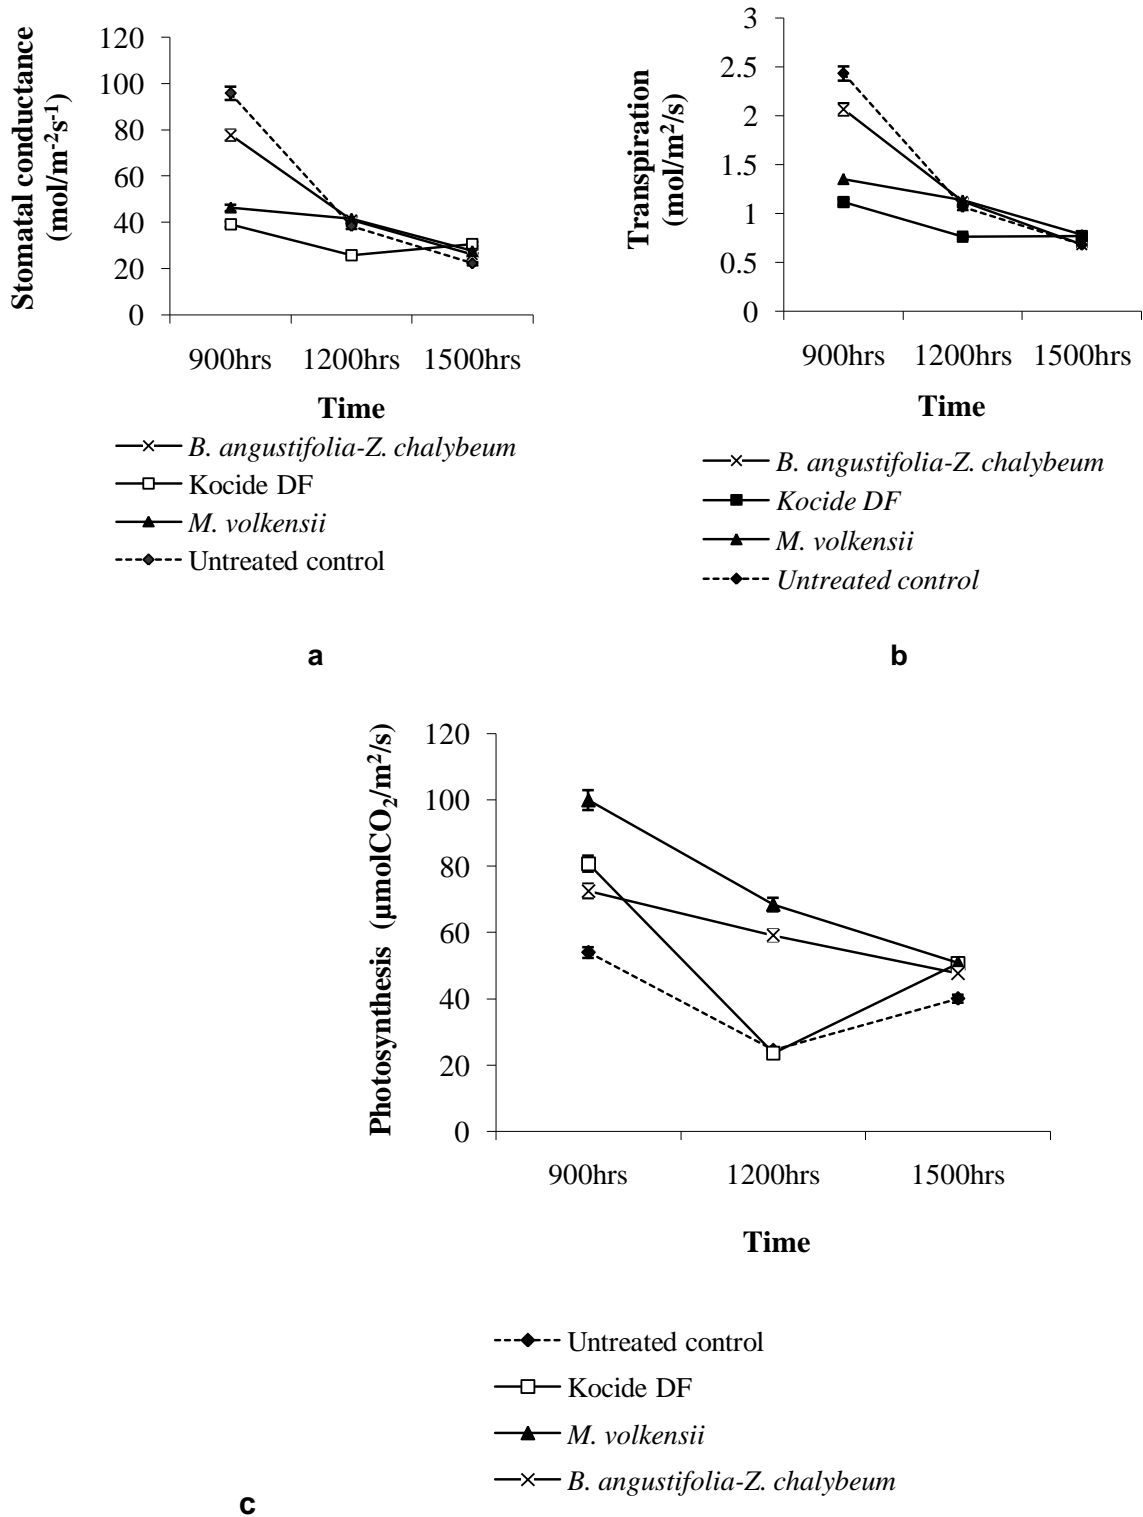 Stomatal conductance
(mol/m⁻²s⁻¹)
120
100
80
60
40
20
0
900hrs 1200hrs 1500hrs
Time
B. angustifolia-Z. chalybeum
Kocide DF
M. volkensii
Untreated control
a
Transpiration
(mol/m²/s)
3
2.5
2
1.5
1
0.5
0
900hrs 1200hrs 1500hrs
Time
B. angustifolia-Z. chalybeum
Kocide DF
M. volkensii
Untreated control
b
Photosynthesis (µmolCO₂/m²/s)
120
100
80
60
40
20
0
900hrs 1200hrs 1500hrs
Time
Untreated control
Kocide DF
M. volkensii
B. angustifolia-Z. chalybeum
c